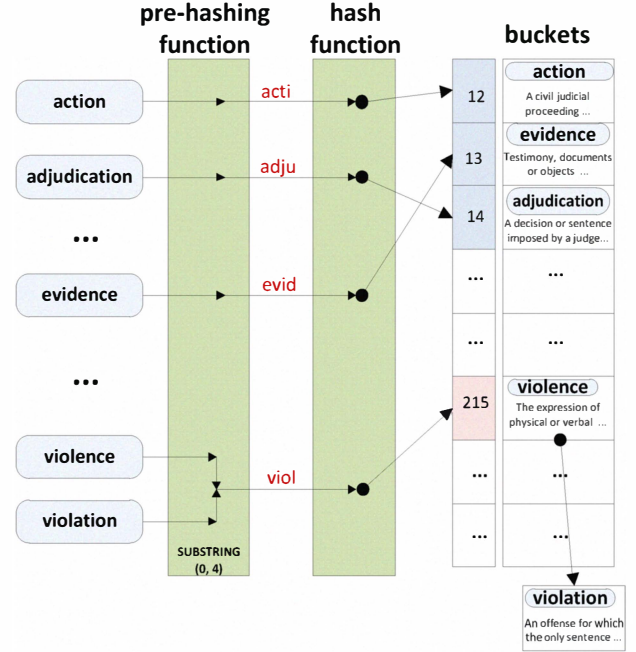 pre-hashing
function
hash
function
buckets
action
acti
12
action
A civil judicial
proceeding ...
adjudication
adju
13
evidence
Testimony, documents
or objects ...
14
adjudication
A decision or sentence
imposed by a judge...
...
evidence
evid
...
...
...
...
...
215
violence
The expression of
physical or verbal ...
violence
viol
violation
...
...
...
...
SUBSTRING
(0, 4)
violation
An offense for which
the only sentence ...